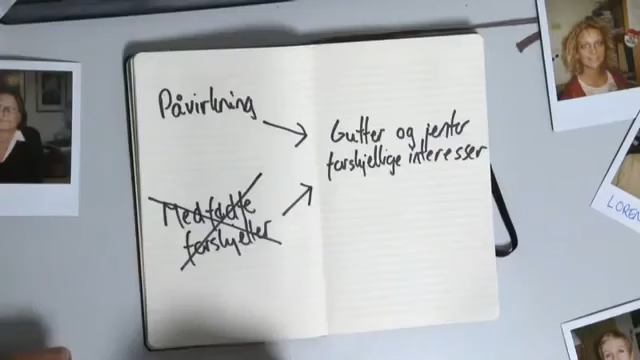 Påvirkning
Gutter og jenter
forskjellige interesser
Medfødte
forskjeller
LOREN